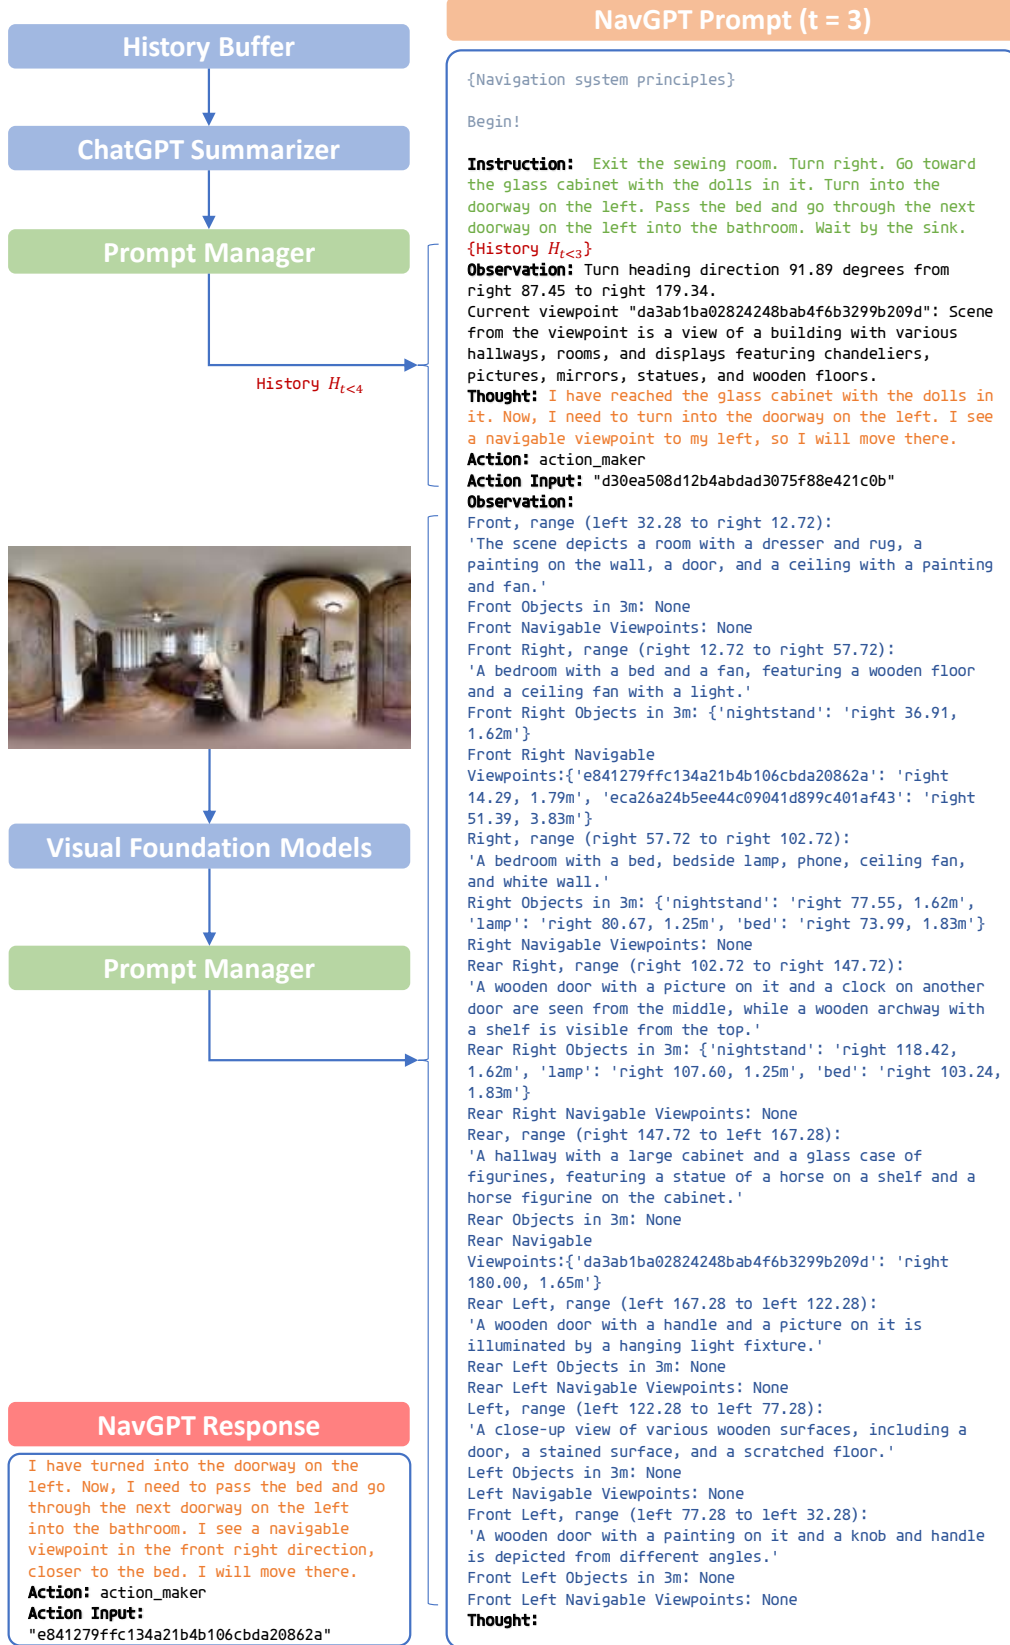 History Buffer
ChatGPT Summarizer
Prompt Manager
History H_{t<4}
Visual Foundation Models
Prompt Manager
NavGPT Response
I have turned into the doorway on the
left. Now, I need to pass the bed and go
through the next doorway on the left
into the bathroom. I see a navigable
viewpoint in the front right direction,
closer to the bed. I will move there.
Action: action_maker
Action Input:
"e841279ffc134a21b4b106cbda20862a"
NavGPT Prompt (t = 3)
{Navigation system principles}
Begin!
Instruction: Exit the sewing room. Turn right. Go toward
the glass cabinet with the dolls in it. Turn into the
doorway on the left. Pass the bed and go through the next
doorway on the left into the bathroom. Wait by the sink.
{History H_{t<3}}
Observation: Turn heading direction 91.89 degrees from
right 87.45 to right 179.34.
Current viewpoint "da3ab1ba02824248bab4f6b3299b209d": Scene
from the viewpoint is a view of a building with various
hallways, rooms, and displays featuring chandeliers,
pictures, mirrors, statues, and wooden floors.
Thought: I have reached the glass cabinet with the dolls in
it. Now, I need to turn into the doorway on the left. I see
a navigable viewpoint to my left, so I will move there.
Action: action_maker
Action Input: "d30ea508d12b4abdad3075f88e421c0b"
Observation:
Front, range (left 32.28 to right 12.72):
'The scene depicts a room with a dresser and rug, a
painting on the wall, a door, and a ceiling with a painting
and fan.'
Front Objects in 3m: None
Front Navigable Viewpoints: None
Front Right, range (right 12.72 to right 57.72):
'A bedroom with a bed and a fan, featuring a wooden floor
and a ceiling fan with a light.'
Front Right Objects in 3m: {'nightstand': 'right 36.91,
1.62m'}
Front Right Navigable
Viewpoints:{'e841279ffc134a21b4b106cbda20862a': 'right
14.29, 1.79m', 'eca26a24b5ee44c09041d899c401af43': 'right
51.39, 3.83m'}
Right, range (right 57.72 to right 102.72):
'A bedroom with a bed, bedside lamp, phone, ceiling fan,
and white wall.'
Right Objects in 3m: {'nightstand': 'right 77.55, 1.62m',
'lamp': 'right 80.67, 1.25m', 'bed': 'right 73.99, 1.83m'}
Right Navigable Viewpoints: None
Rear Right, range (right 102.72 to right 147.72):
'A wooden door with a picture on it and a clock on another
door are seen from the middle, while a wooden archway with
a shelf is visible from the top.'
Rear Right Objects in 3m: {'nightstand': 'right 118.42,
1.62m', 'lamp': 'right 107.60, 1.25m', 'bed': 'right 103.24,
1.83m'}
Rear Right Navigable Viewpoints: None
Rear, range (right 147.72 to left 167.28):
'A hallway with a large cabinet and a glass case of
figurines, featuring a statue of a horse on a shelf and a
horse figurine on the cabinet.'
Rear Objects in 3m: None
Rear Navigable
Viewpoints:{'da3ab1ba02824248bab4f6b3299b209d': 'right
180.00, 1.65m'}
Rear Left, range (left 167.28 to left 122.28):
'A wooden door with a handle and a picture on it is
illuminated by a hanging light fixture.'
Rear Left Objects in 3m: None
Rear Left Navigable Viewpoints: None
Left, range (left 122.28 to left 77.28):
'A close-up view of various wooden surfaces, including a
door, a stained surface, and a scratched floor.'
Left Objects in 3m: None
Left Navigable Viewpoints: None
Front Left, range (left 77.28 to left 32.28):
'A wooden door with a painting on it and a knob and handle
is depicted from different angles.'
Front Left Objects in 3m: None
Front Left Navigable Viewpoints: None
Thought: